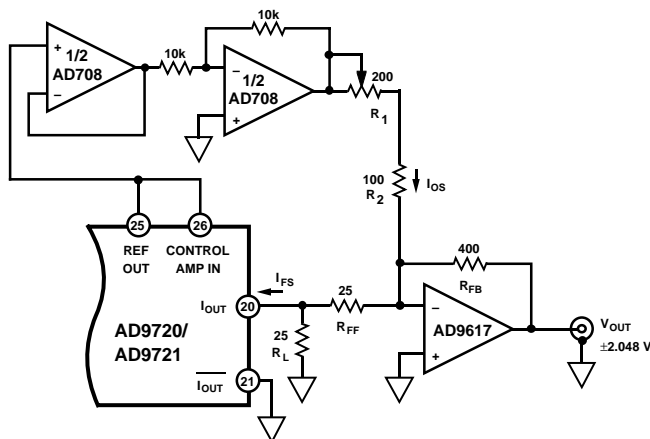 10k
+
1/2
AD708
−
10k
−
1/2
AD708
+
200
R1
100
R2
IOS
25
26
REF
OUT
CONTROL
AMP IN
IFS
IOUT
20
25
RFF
25
RL
400
RFB
−
AD9617
+
VOUT
±2.048 V
AD9720/
AD9721
IOUT
21